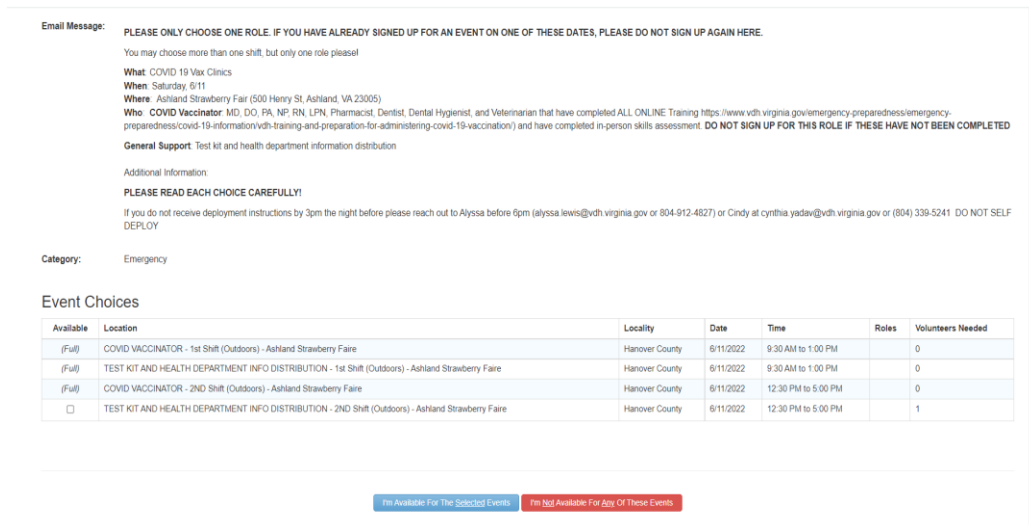 Email Message:
PLEASE ONLY CHOOSE ONE ROLE. IF YOU HAVE ALREADY SIGNED UP FOR AN EVENT ON ONE OF THESE DATES, PLEASE DO NOT SIGN UP AGAIN HERE.
You may choose more than one shift, but only one role please!
What: COVID 19 Vax Clinics
When: Saturday, 6/11
Where: Ashland Strawberry Fair (500 Henry St, Ashland, VA 23005)
Who: COVID Vaccinator: MD, DO, PA, NP, RN, LPN, Pharmacist, Dentist, Dental Hygienist, and Veterinarian that have completed ALL ONLINE Training https://www.vdh.virginia.gov/emergency-preparedness/emergency-
preparedness/covid-19-information/vdh-training-and-preparation-for-administering-covid-19-vaccination/) and have completed in-person skills assessment. DO NOT SIGN UP FOR THIS ROLE IF THESE HAVE NOT BEEN COMPLETED
General Support: Test kit and health department information distribution
Additional Information:
PLEASE READ EACH CHOICE CAREFULLY!
If you do not receive deployment instructions by 3pm the night before please reach out to Alyssa before 6pm (alyssa.lewis@vdh.virginia.gov or 804-912-4827) or Cindy at cynthia.yadav@vdh.virginia.gov or (804) 339-5241 DO NOT SELF
DEPLOY
Category: Emergency
Event Choices
Available Location Locality Date Time Roles Volunteers Needed
(Full) COVID VACCINATOR - 1st Shift (Outdoors) - Ashland Strawberry Faire Hanover County 6/11/2022 9:30 AM to 1:00 PM 0
(Full) TEST KIT AND HEALTH DEPARTMENT INFO DISTRIBUTION - 1st Shift (Outdoors) - Ashland Strawberry Faire Hanover County 6/11/2022 9:30 AM to 1:00 PM 0
(Full) COVID VACCINATOR - 2ND Shift (Outdoors) - Ashland Strawberry Faire Hanover County 6/11/2022 12:30 PM to 5:00 PM 0
TEST KIT AND HEALTH DEPARTMENT INFO DISTRIBUTION - 2ND Shift (Outdoors) - Ashland Strawberry Faire Hanover County 6/11/2022 12:30 PM to 5:00 PM 1
I'm Available For The Selected Events I'm Not Available For Any Of These Events